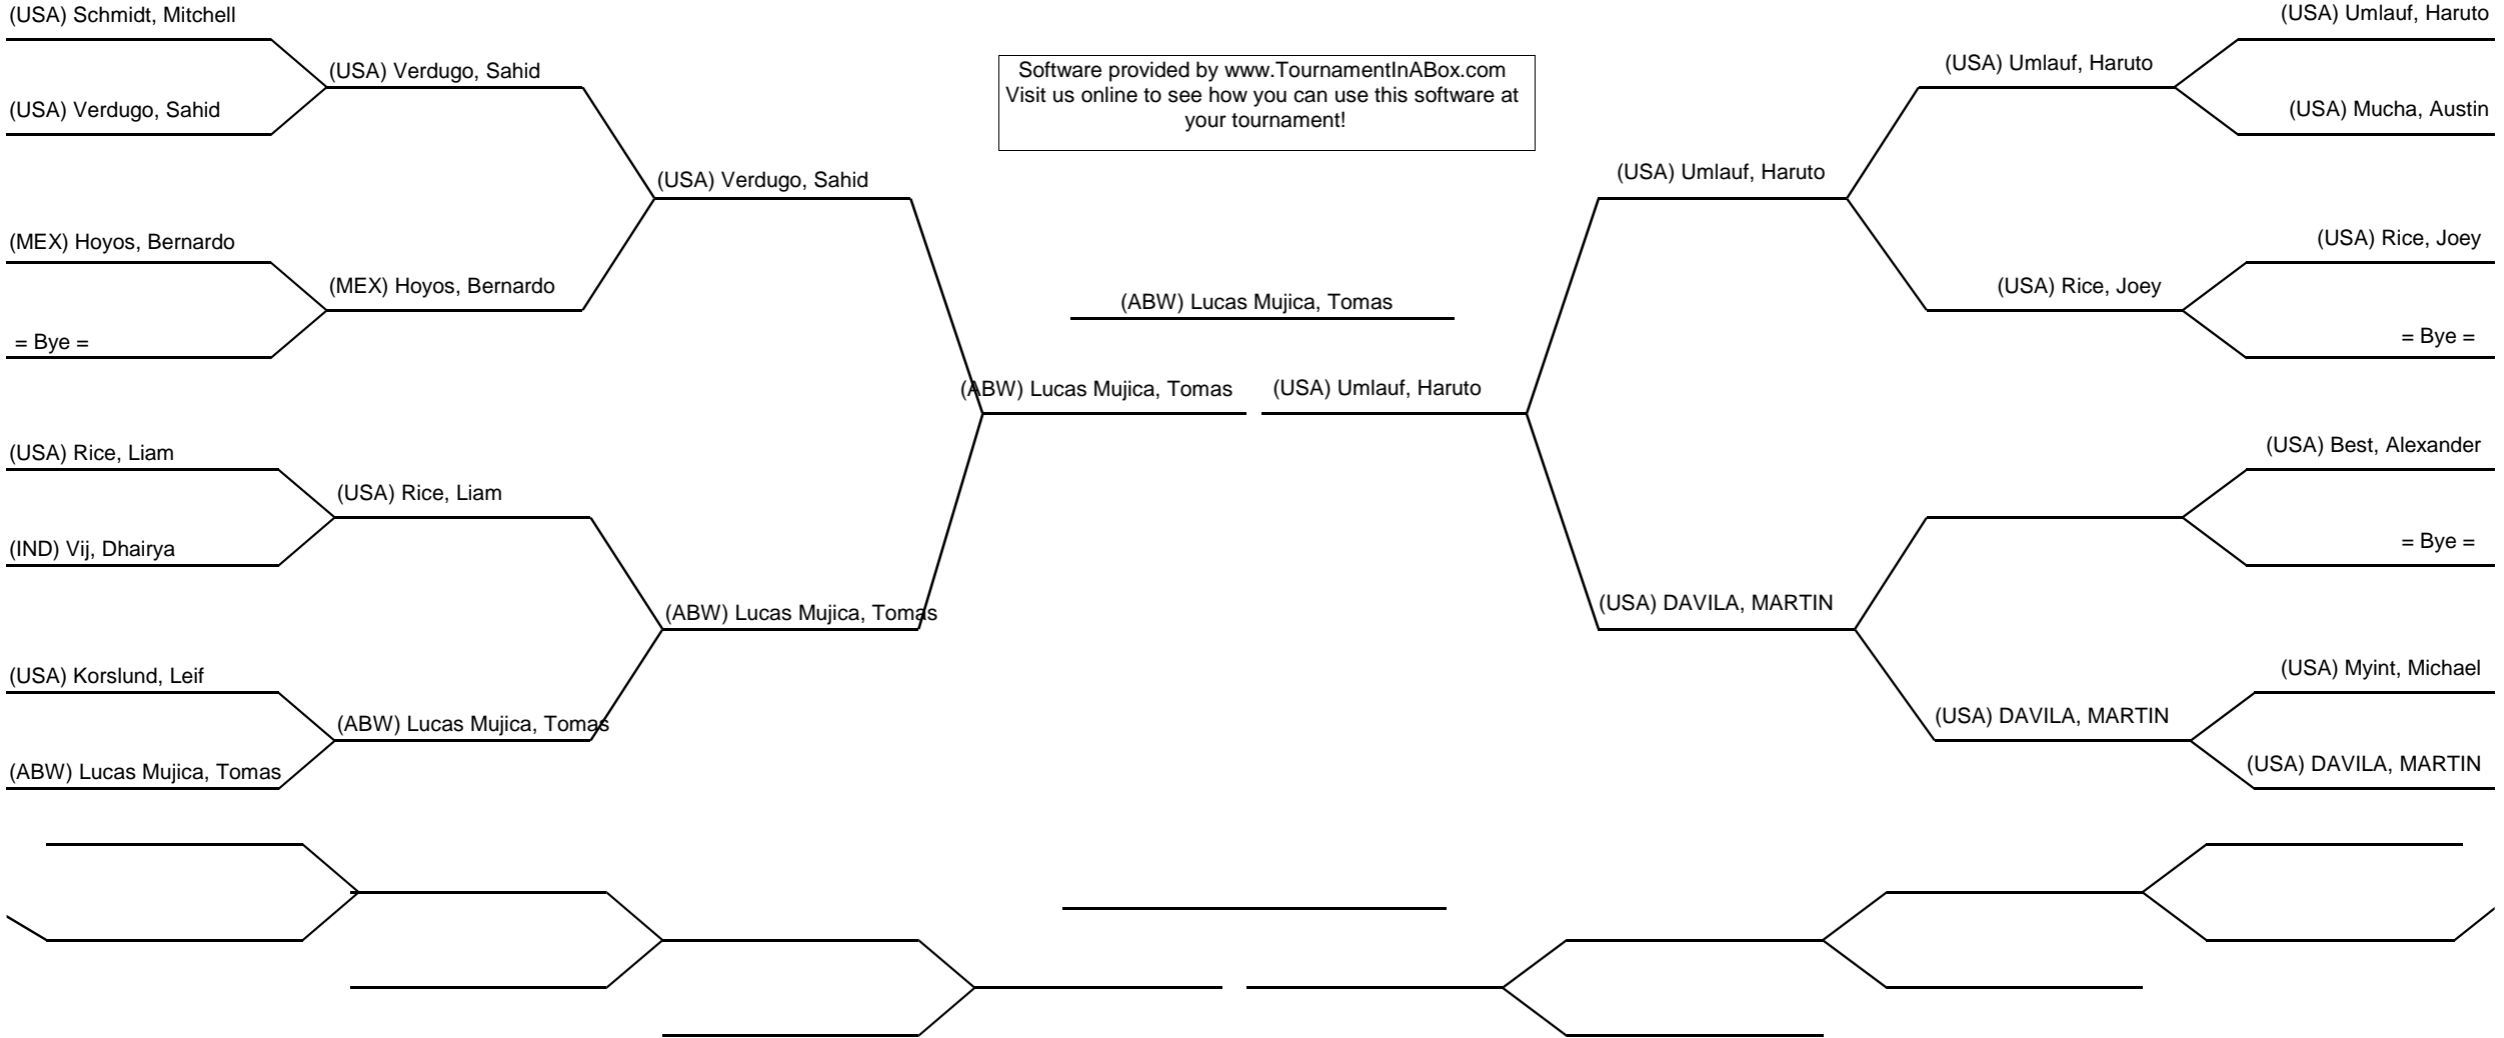 (USA) Schmidt, Mitchell
(USA) Verdugo, Sahid
(MEX) Hoyos, Bernardo
= Bye =
(USA) Rice, Liam
(IND) Vij, Dhairya
(USA) Korslund, Leif
(ABW) Lucas Mujica, Tomas
(USA) Verdugo, Sahid
(MEX) Hoyos, Bernardo
(USA) Rice, Liam
(ABW) Lucas Mujica, Tomas
(USA) Verdugo, Sahid
(ABW) Lucas Mujica, Tomas
(ABW) Lucas Mujica, Tomas
Software provided by www.TournamentInABox.com
Visit us online to see how you can use this software at
your tournament!
(ABW) Lucas Mujica, Tomas
(USA) Umlauf, Haruto
(USA) Umlauf, Haruto
(USA) DAVILA, MARTIN
(USA) Umlauf, Haruto
(USA) Rice, Joey
(USA) DAVILA, MARTIN
(USA) Umlauf, Haruto
(USA) Mucha, Austin
(USA) Rice, Joey
= Bye =
(USA) Best, Alexander
= Bye =
(USA) Myint, Michael
(USA) DAVILA, MARTIN